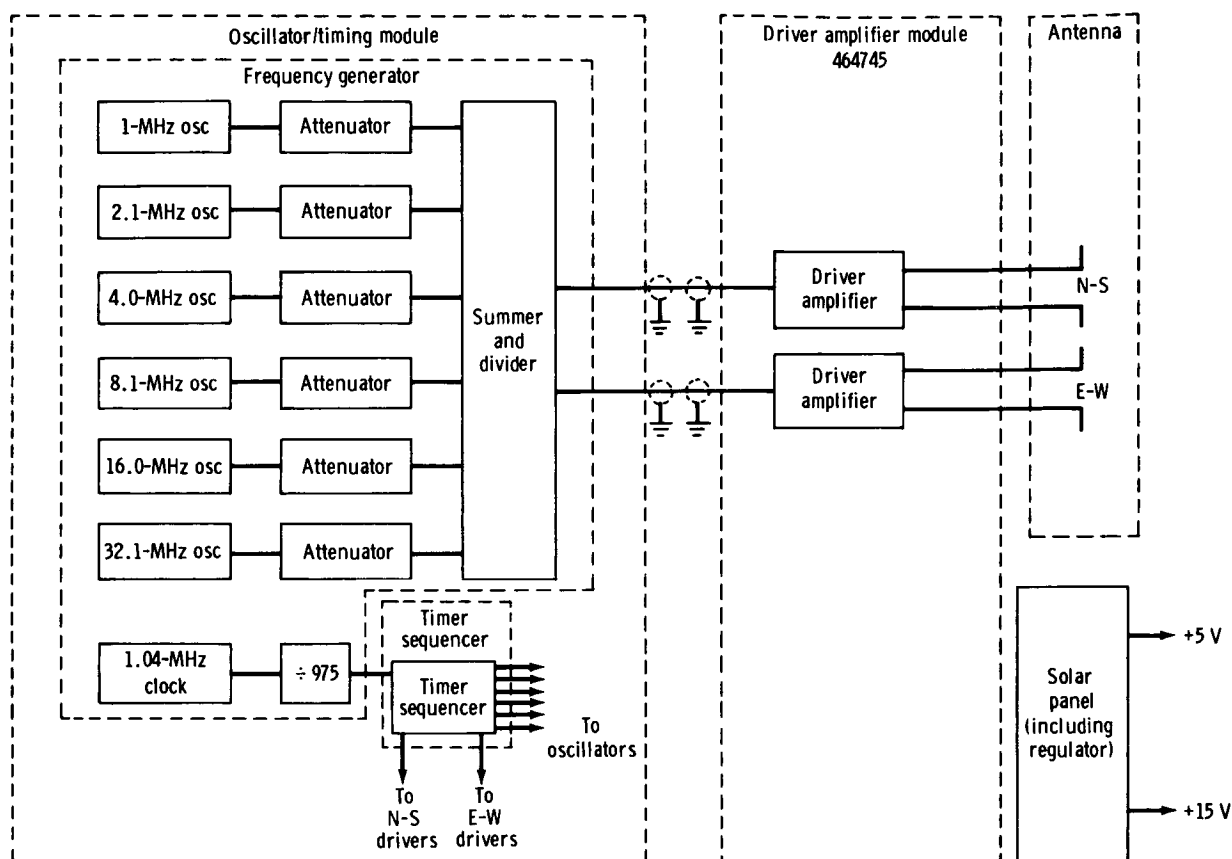 Oscillator/timing module
Frequency generator
1-MHz osc
Attenuator
2.1-MHz osc
Attenuator
4.0-MHz osc
Attenuator
8.1-MHz osc
Attenuator
16.0-MHz osc
Attenuator
32.1-MHz osc
Attenuator
Summer
and
divider
1.04-MHz
clock
÷ 975
Timer
sequencer
Timer
sequencer
To
oscillators
To
N-S
drivers
To
E-W
drivers
Driver amplifier module
464745
Driver
amplifier
Driver
amplifier
Antenna
N-S
E-W
Solar
panel
(including
regulator)
+5 V
+15 V